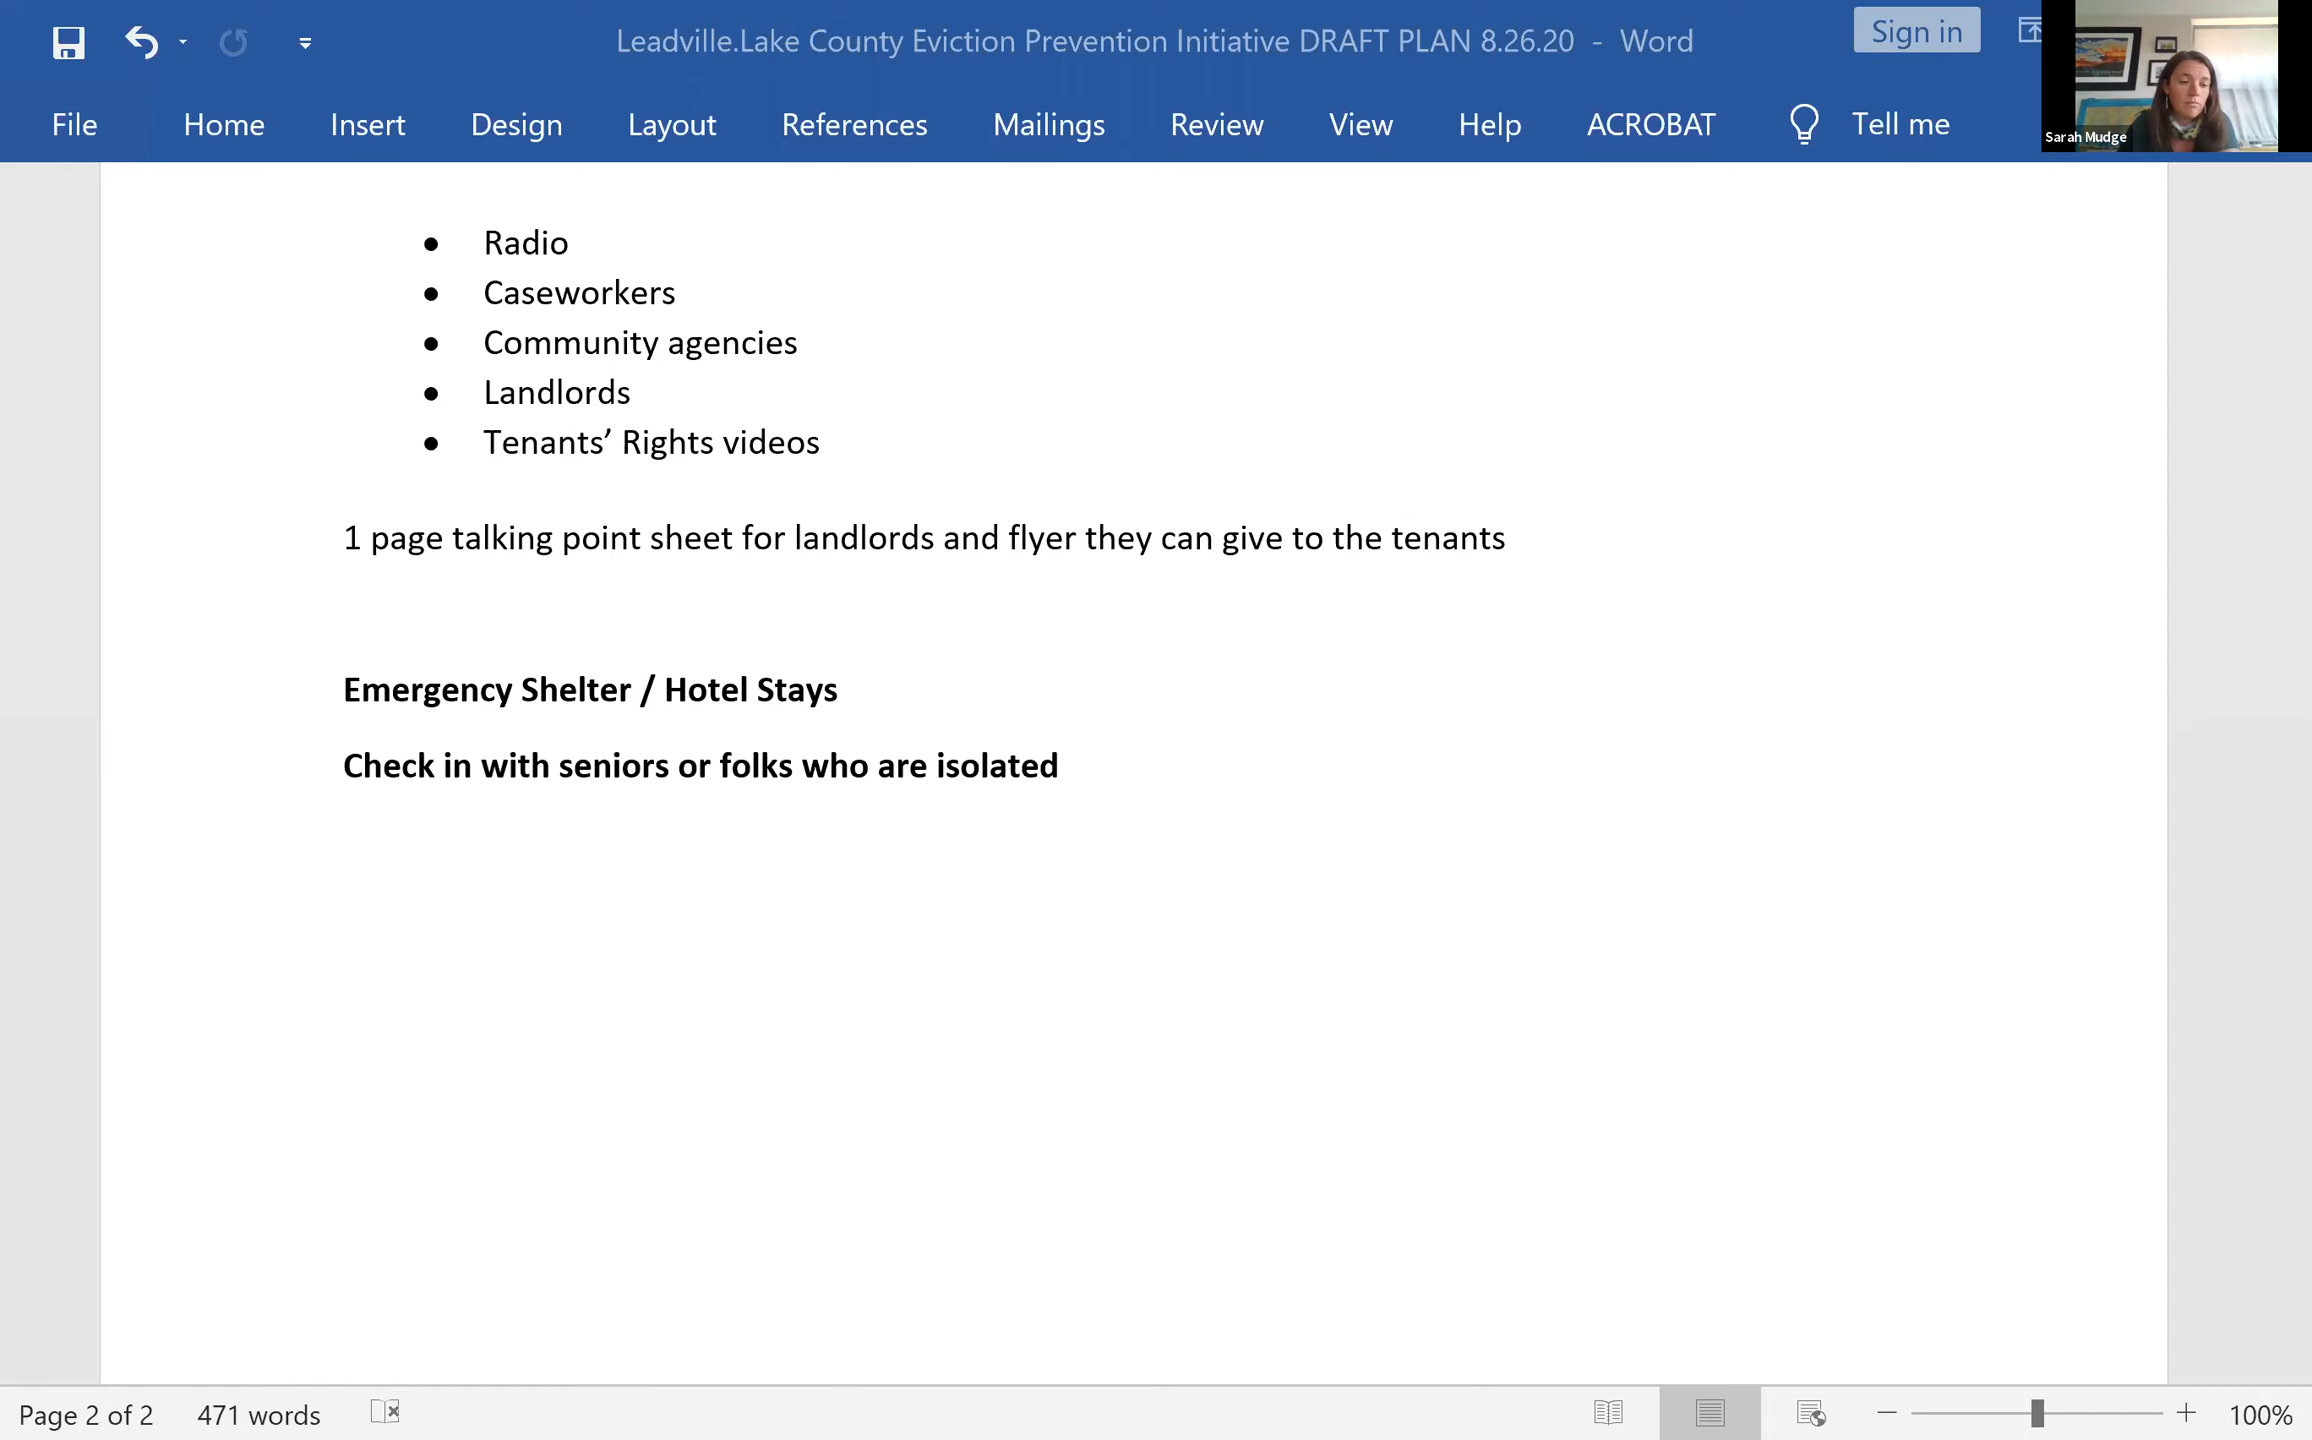 Leadville.Lake County Eviction Prevention Initiative DRAFT PLAN 8.26.20 - Word
Sign in
File Home Insert Design Layout References Mailings Review View Help ACROBAT Tell me
Sarah Mudge
• Radio
• Caseworkers
• Community agencies
• Landlords
• Tenants’ Rights videos
1 page talking point sheet for landlords and flyer they can give to the tenants
Emergency Shelter / Hotel Stays
Check in with seniors or folks who are isolated
Page 2 of 2 471 words 100%